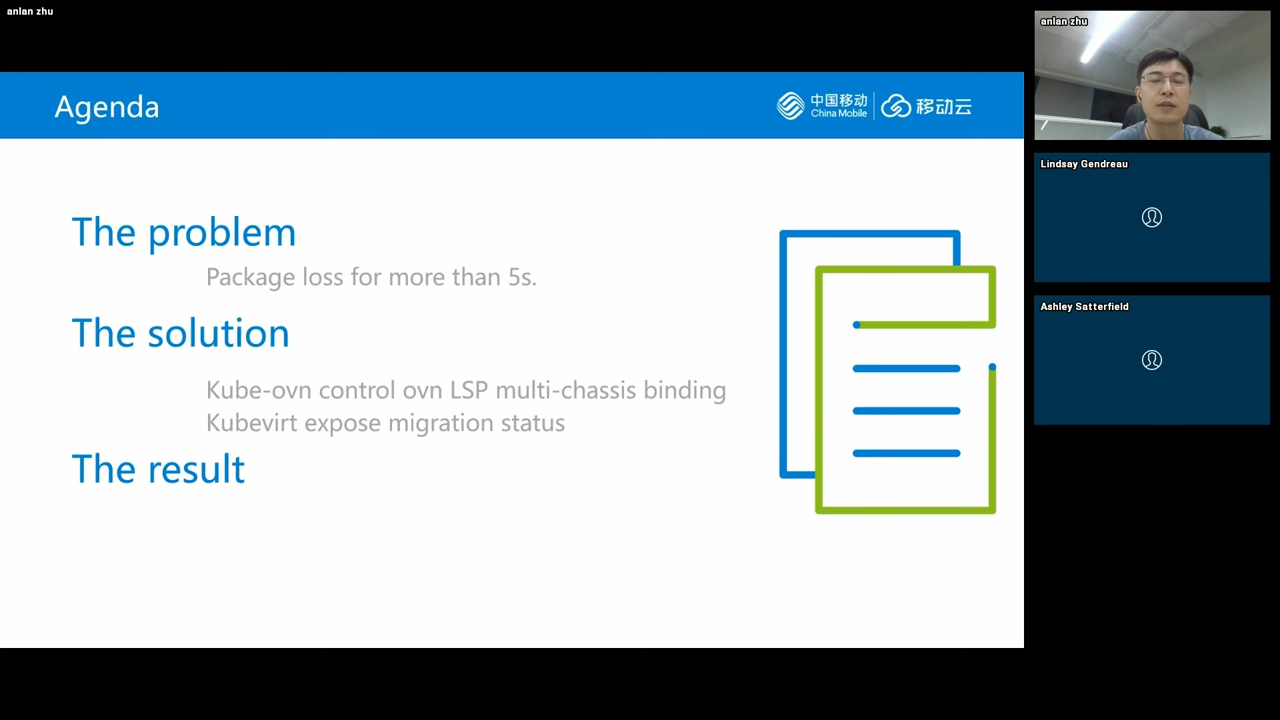 anlan zhu
Agenda
中国移动
China Mobile
移动云
The problem
Package loss for more than 5s.
The solution
Kube-ovn control ovn LSP multi-chassis binding
Kubevirt expose migration status
The result
anlan zhu
Lindsay Gendreau
Ashley Satterfield